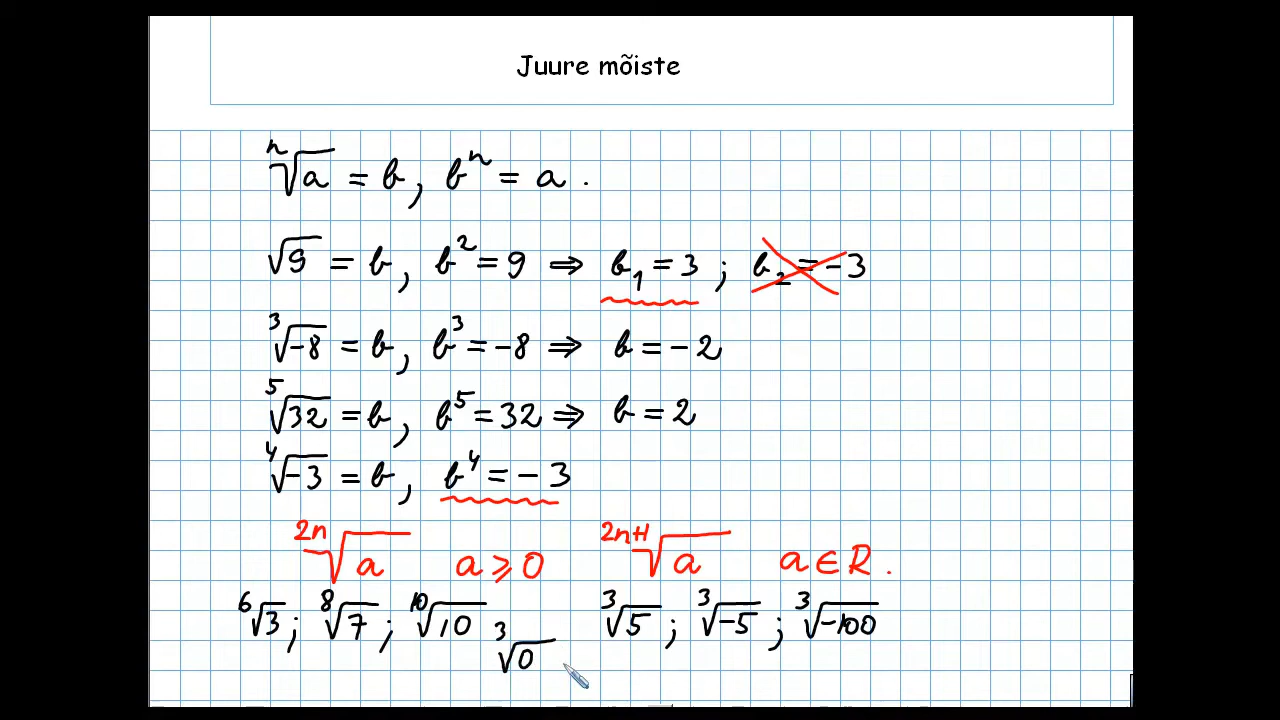 Juure mõiste
ⁿ√a = b, bⁿ = a.
√9 = b, b² = 9 ⇒ b₁ = 3; b₂ = -3
³√-8 = b, b³ = -8 ⇒ b = -2
⁵√32 = b, b⁵ = 32 ⇒ b = 2
⁴√-3 = b, b⁴ = -3
²ⁿ√a a ⩾ 0 ²ⁿ⁺¹√a a ∈ R.
⁶√3; ⁸√7; ¹⁰√10 ³√5; ³√-5; ³√-100
³√0